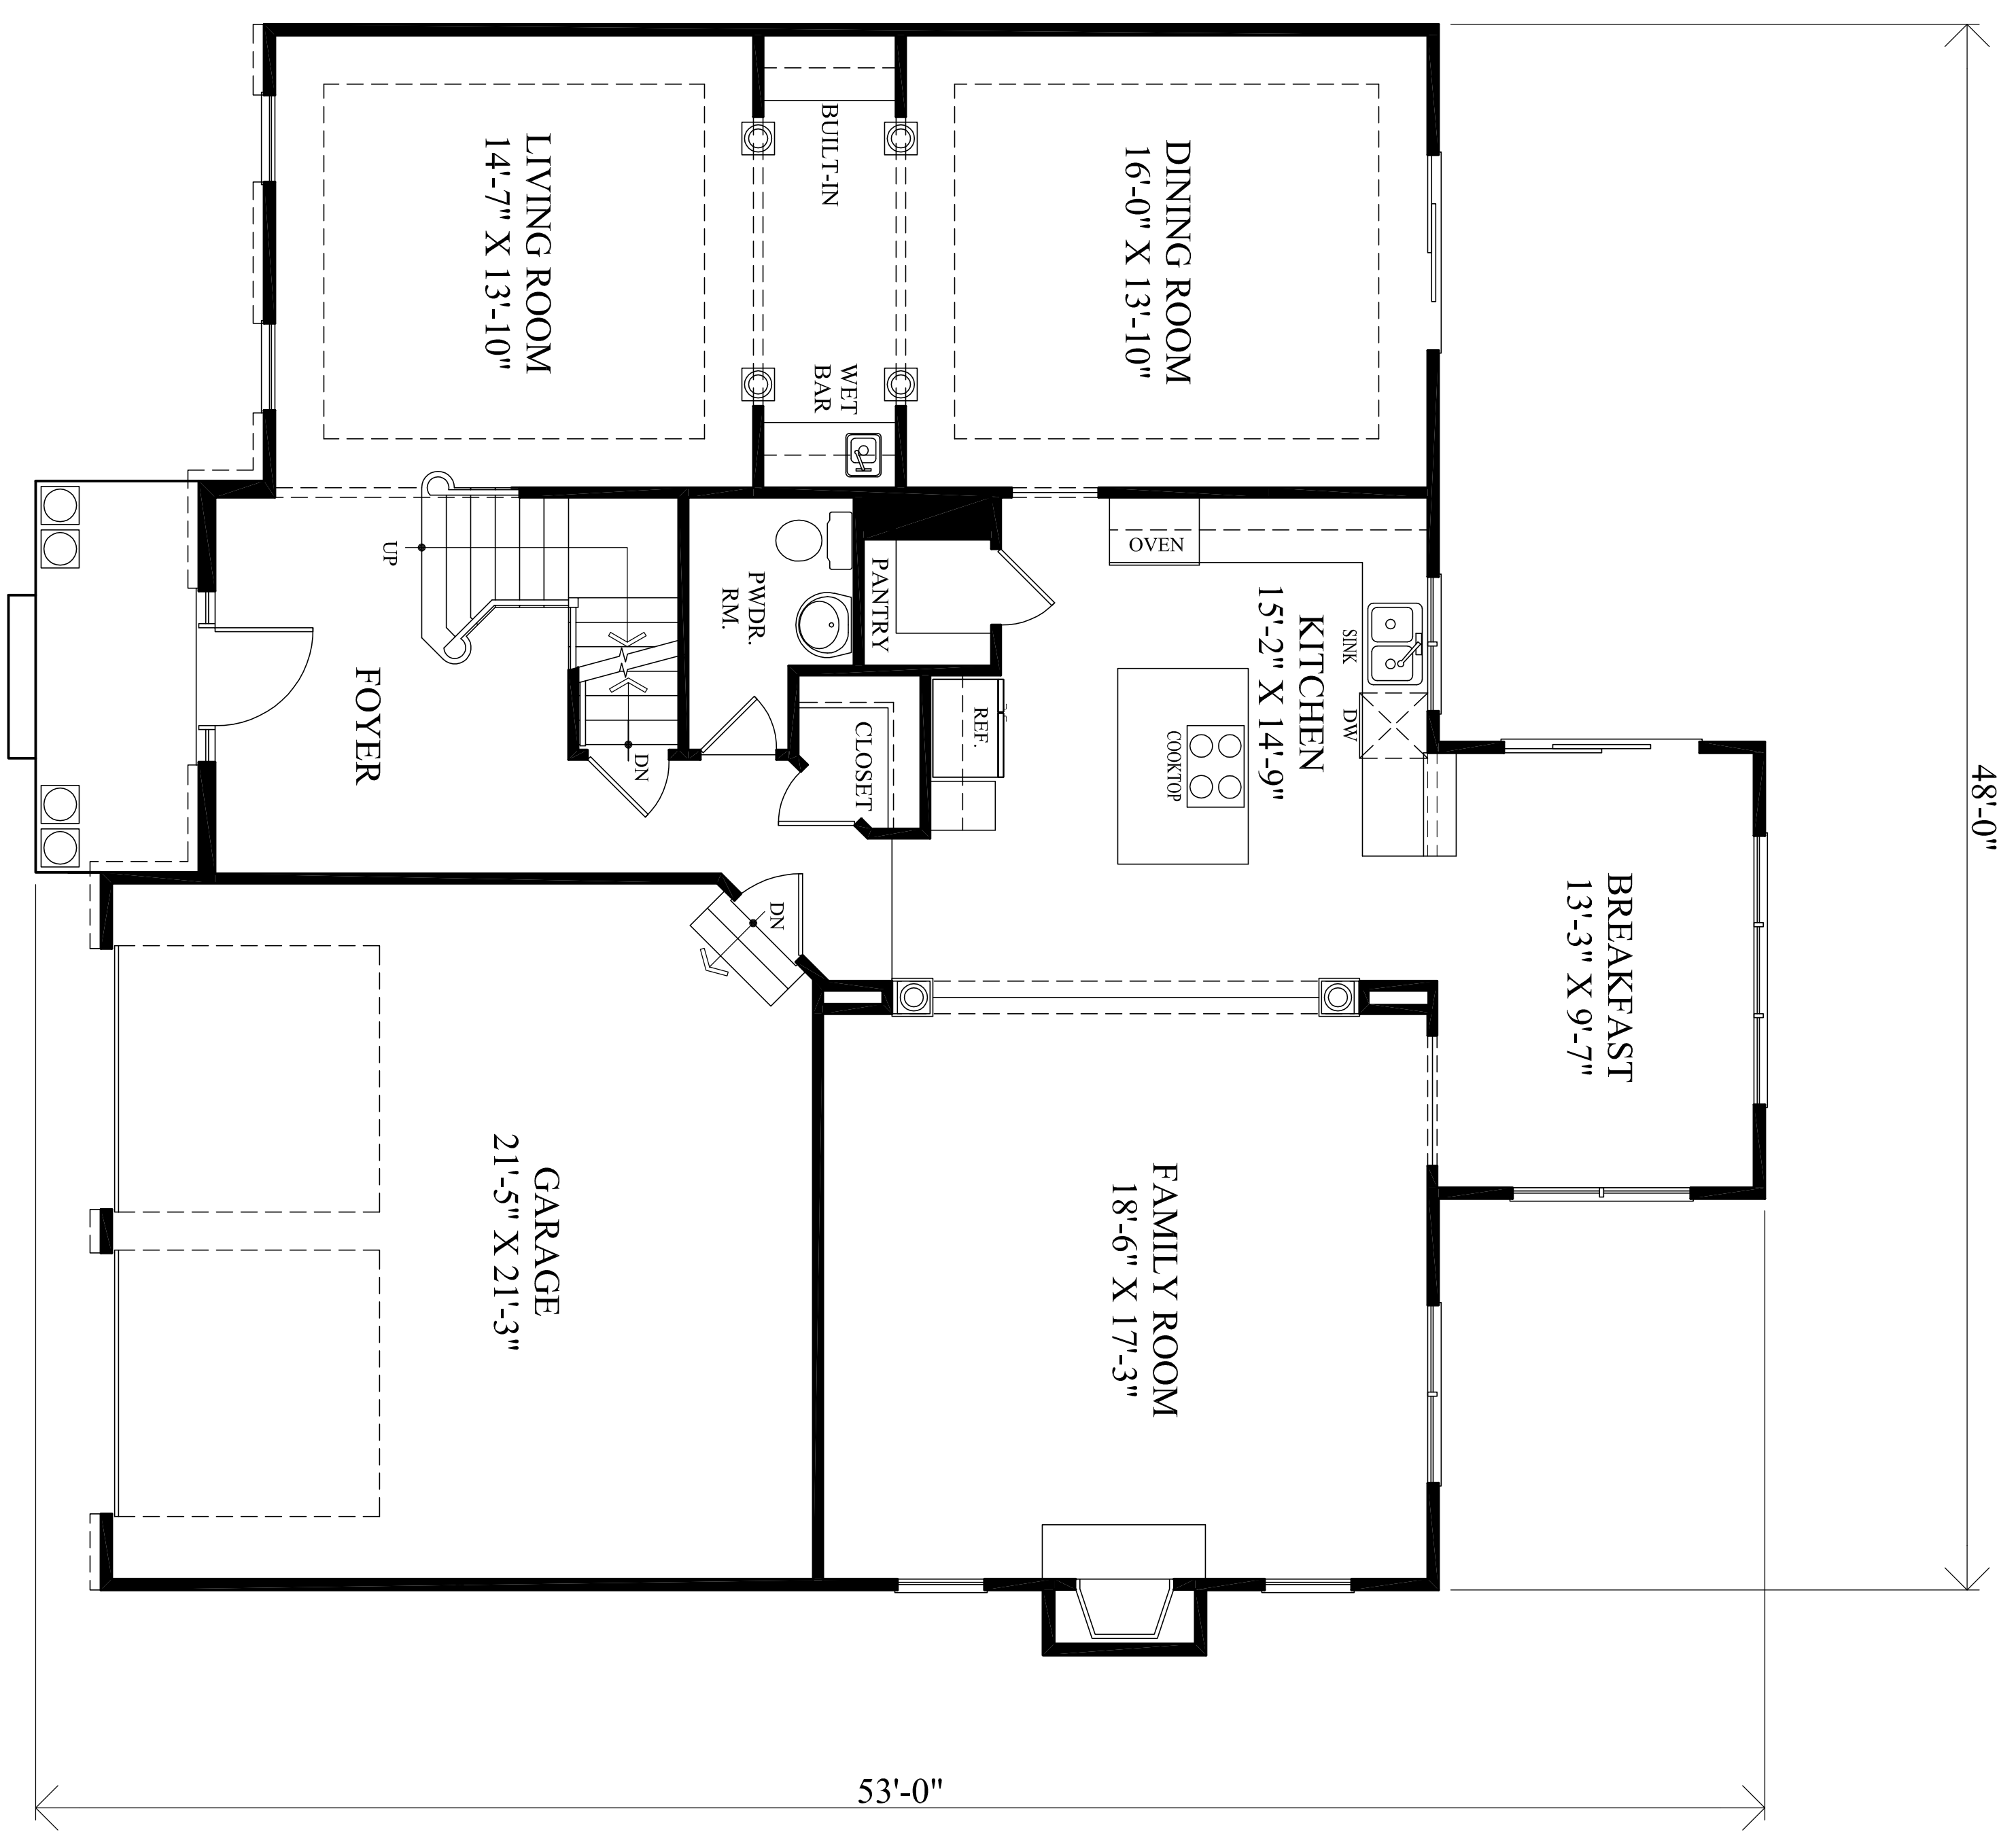 48'-0"
BREAKFAST
13'-3" X 9'-7"
DINING ROOM
16'-0" X 13'-10"
KITCHEN
15'-2" X 14'-9"
SINK
DW
OVEN
COOKTOP
REF.
PANTRY
CLOSET
FAMILY ROOM
18'-6" X 17'-3"
BUILT-IN
WET
BAR
PWDR.
RM.
LIVING ROOM
14'-7" X 13'-10"
UP
DN
DN
FOYER
GARAGE
21'-5" X 21'-3"
53'-0"